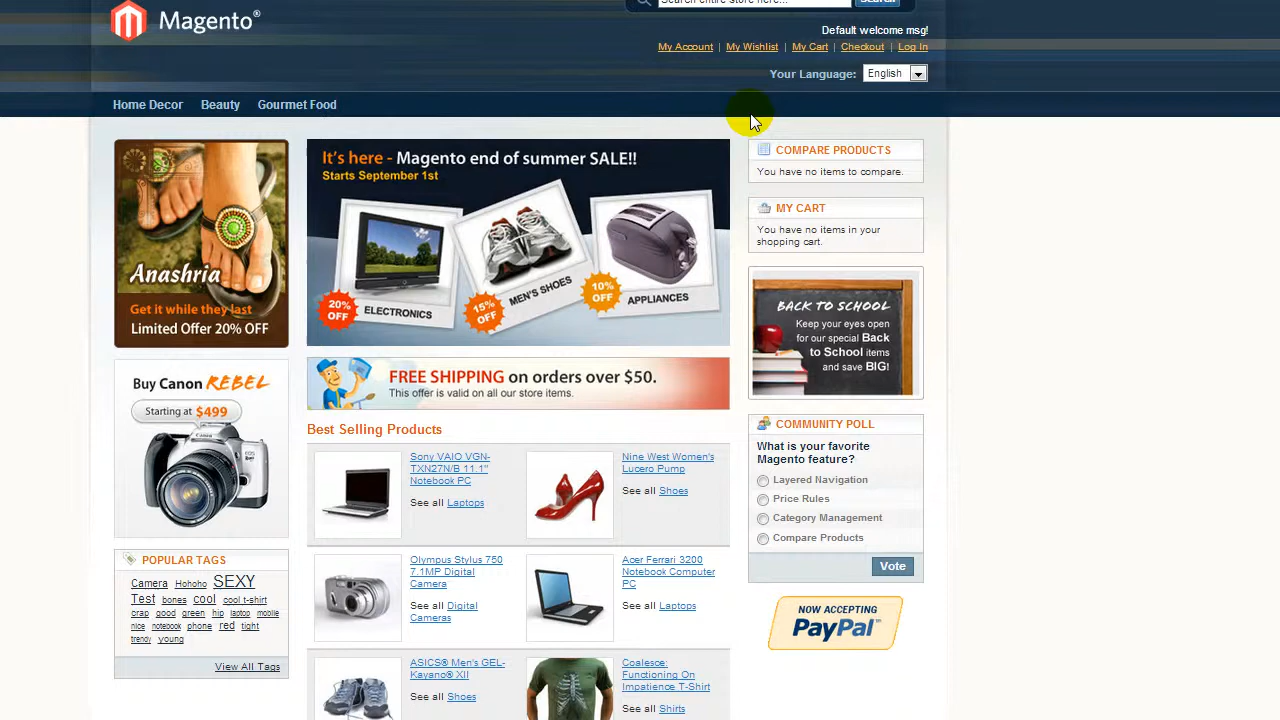 Search entire store here...
Search
Magento®
Default welcome msg!
My Account | My Wishlist | My Cart | Checkout | Log In
Your Language: English
Home Decor Beauty Gourmet Food
Anashria
Get it while they last
Limited Offer 20% OFF
It's here - Magento end of summer SALE!!
Starts September 1st
20% OFF
ELECTRONICS
15% OFF
MEN'S SHOES
10% OFF
APPLIANCES
COMPARE PRODUCTS
You have no items to compare.
MY CART
You have no items in your
shopping cart.
BACK TO SCHOOL
Keep your eyes open
for our special Back
to School items
and save BIG!
Buy Canon REBEL
Starting at $499
Canon
FREE SHIPPING on orders over $50.
This offer is valid on all our store items.
Best Selling Products
Sony VAIO VGN-
TXN27N/B 11.1"
Notebook PC
See all Laptops
Nine West Women's
Lucero Pump
See all Shoes
Olympus Stylus 750
7.1MP Digital
Camera
See all Digital
Cameras
Acer Ferrari 3200
Notebook Computer
PC
See all Laptops
ASICS® Men's GEL-
Kayano® XII
See all Shoes
Coalesce:
Functioning On
Impatience T-Shirt
See all Shirts
COMMUNITY POLL
What is your favorite
Magento feature?
Layered Navigation
Price Rules
Category Management
Compare Products
Vote
NOW ACCEPTING
PayPal
POPULAR TAGS
Camera Hohoho SEXY
Test bones cool cool t-shirt
crap good green hip laptop mobile
nice notebook phone red tight
trendy young
View All Tags